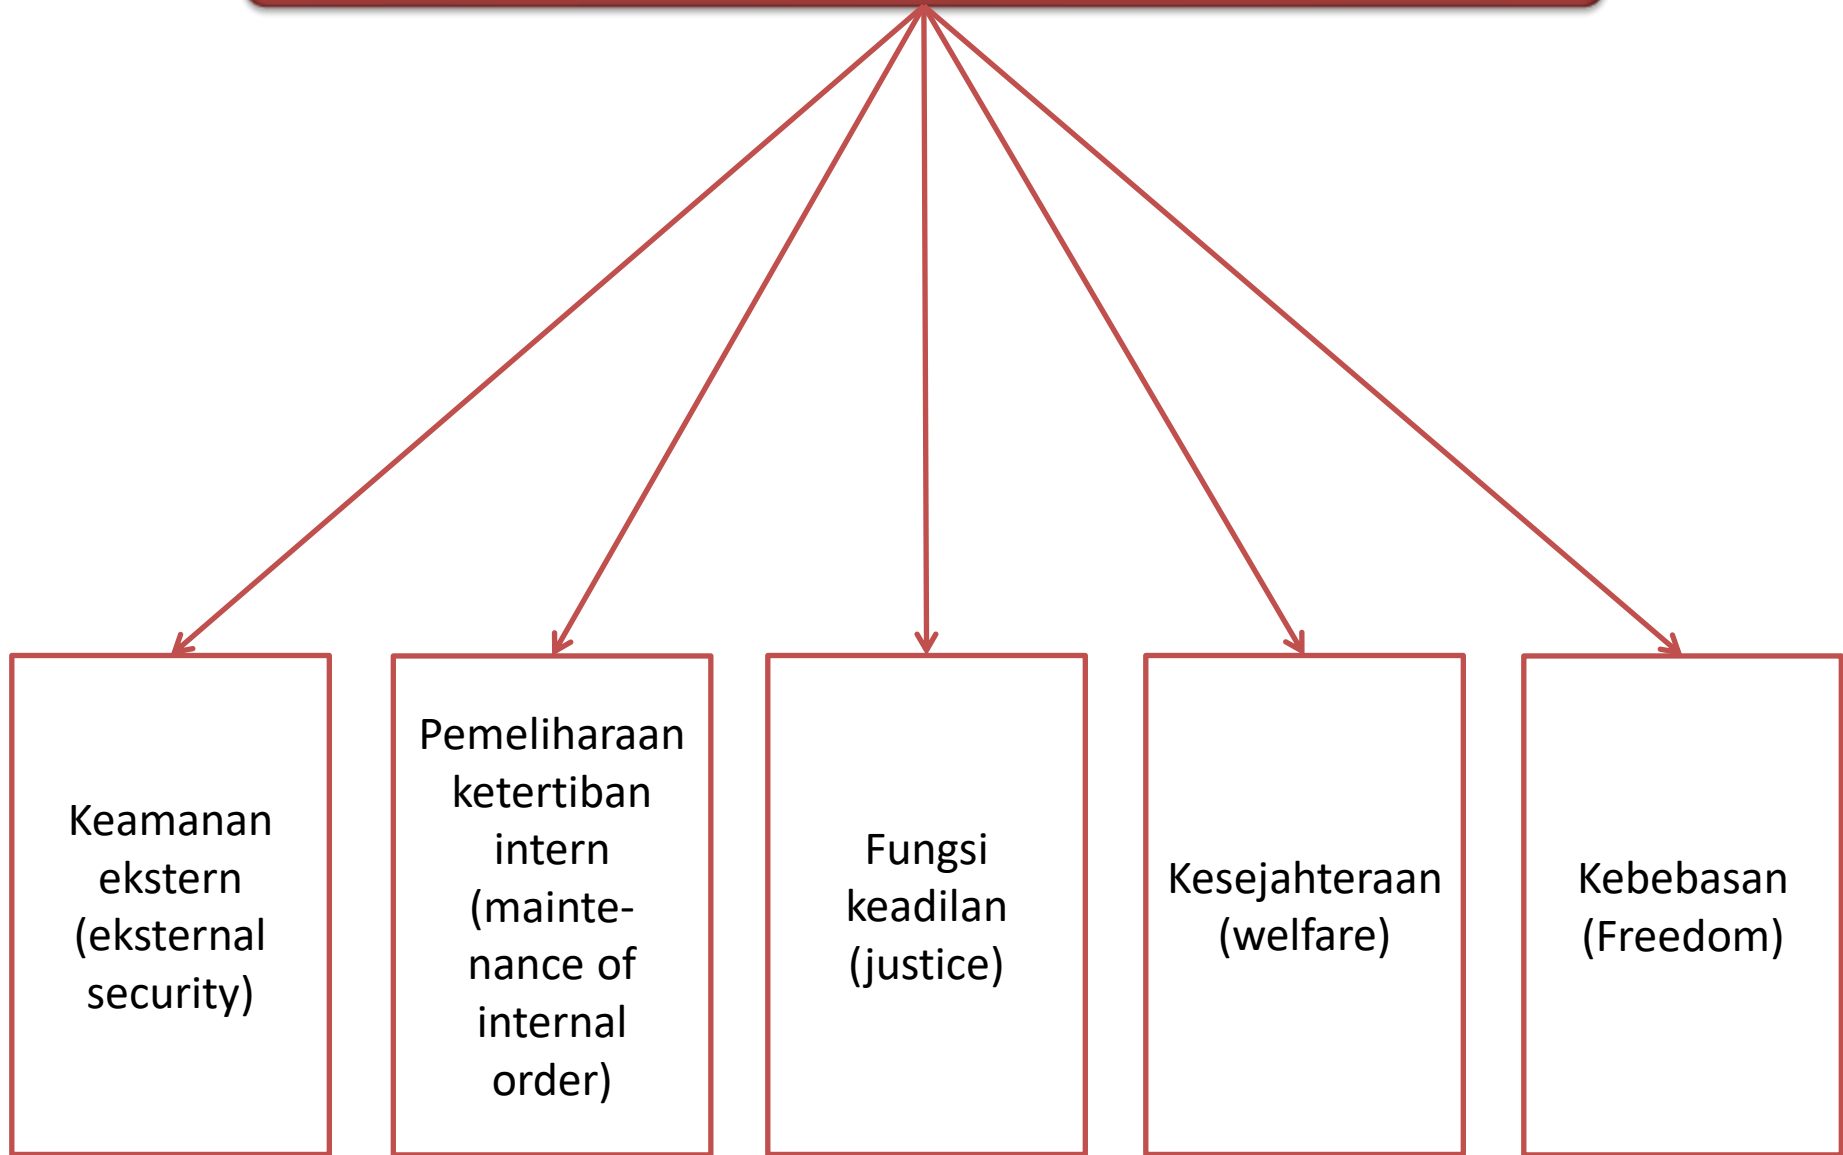 Keamanan
ekstern
(eksternal
security)
Pemeliharaan
ketertiban
intern
(mainte-
nance of
internal
order)
Fungsi
keadilan
(justice)
Kesejahteraan
(welfare)
Kebebasan
(Freedom)